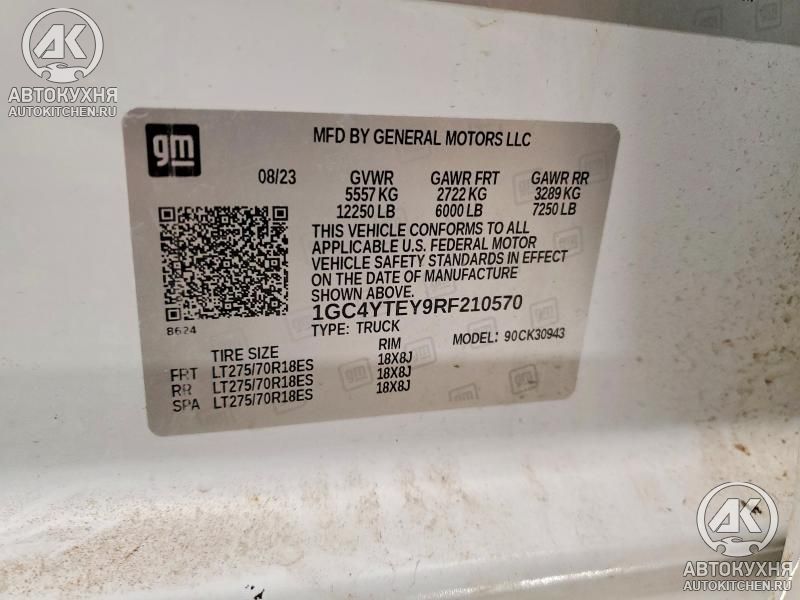 AK
АВТОКУХНЯ
AUTOKITCHEN.RU
gm
MFD BY GENERAL MOTORS LLC
08/23 GVWR GAWR FRT GAWR RR
5557 KG 2722 KG 3289 KG
12250 LB 6000 LB 7250 LB
THIS VEHICLE CONFORMS TO ALL
APPLICABLE U.S. FEDERAL MOTOR
VEHICLE SAFETY STANDARDS IN EFFECT
ON THE DATE OF MANUFACTURE
SHOWN ABOVE.
1GC4YTEY9RF210570
8624
TYPE: TRUCK MODEL: 90CK30943
TIRE SIZE RIM
FRT LT275/70R18ES 18X8J
RR LT275/70R18ES 18X8J
SPA LT275/70R18ES 18X8J
AK
АВТОКУХНЯ
AUTOKITCHEN.RU